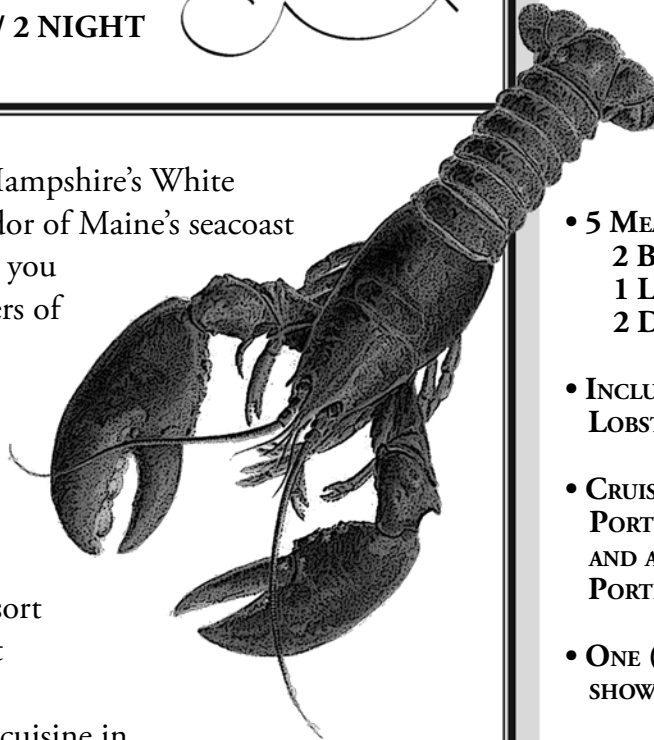 / 2 NIGHT
Hampshire's White
dor of Maine's seacoast
you
ers of
sort
t
cuisine in
• 5 MEA
2 B
1 L
2 D
• INCLU
LOBST
• CRUIS
PORT
AND A
PORT
• ONE (
SHOW